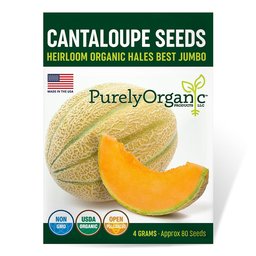 CANTALOUPE SEEDS
HEIRLOOM ORGANIC HALES BEST JUMBO
MADE IN THE USA
PurelyOrganic
PRODUCTS LLC
NON GMO
USDA ORGANIC
OPEN POLLINATED
4 GRAMS - Approx 80 Seeds